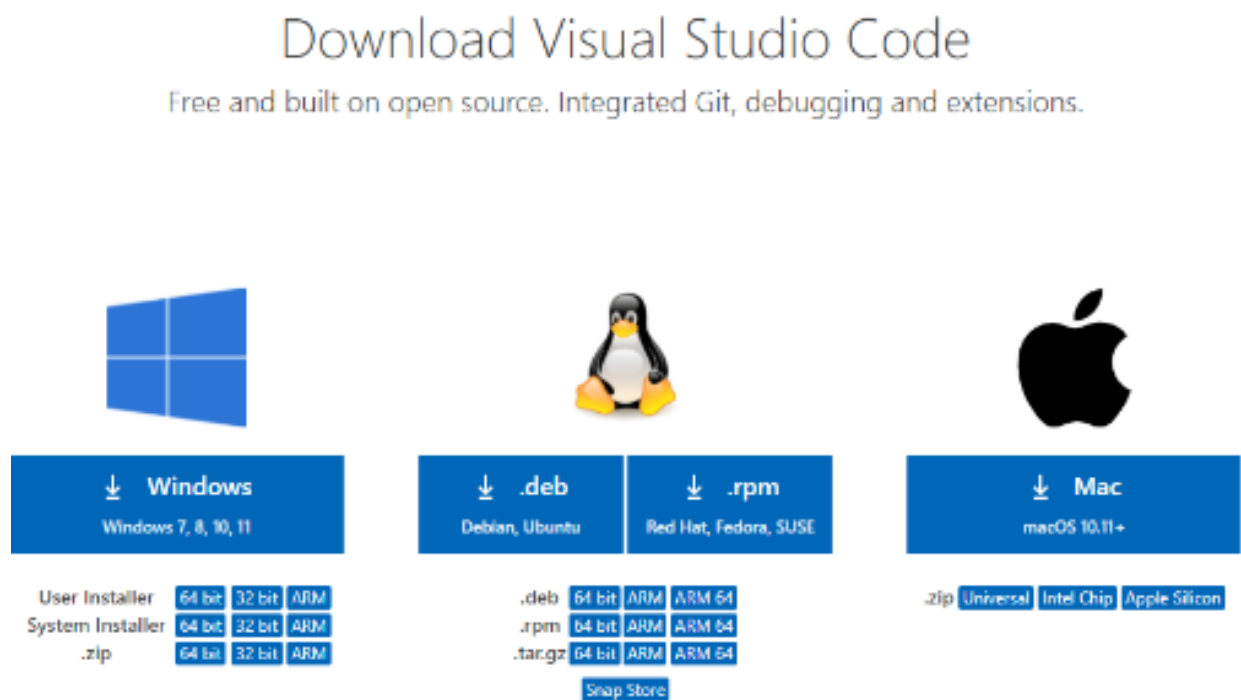 Download Visual Studio Code
Free and built on open source. Integrated Git, debugging and extensions.
Windows
Windows 7, 8, 10, 11
.deb
Debian, Ubuntu
.rpm
Red Hat, Fedora, SUSE
Mac
macOS 10.11+
User Installer 64 bit 32 bit ARM
System Installer 64 bit 32 bit ARM
.zip 64 bit 32 bit ARM
.deb 64 bit ARM ARM 64
.rpm 64 bit ARM ARM 64
.tar.gz 64 bit ARM ARM 64
Snap Store
.zip Universal Intel Chip Apple Silicon